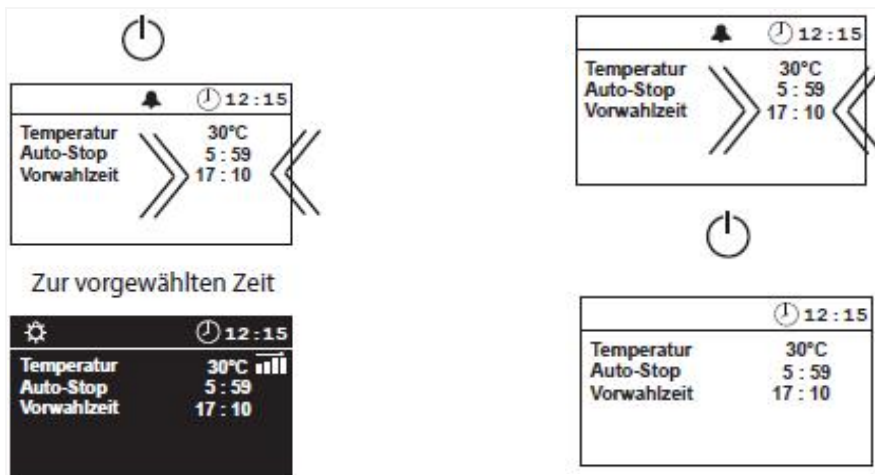 12:15
Temperatur 30°C
Auto-Stop 5 : 59
Vorwahlzeit 17 : 10
Zur vorgewählten Zeit
12:15
Temperatur 30°C
Auto-Stop 5 : 59
Vorwahlzeit 17 : 10
12:15
Temperatur 30°C
Auto-Stop 5 : 59
Vorwahlzeit 17 : 10
12:15
Temperatur 30°C
Auto-Stop 5 : 59
Vorwahlzeit 17 : 10